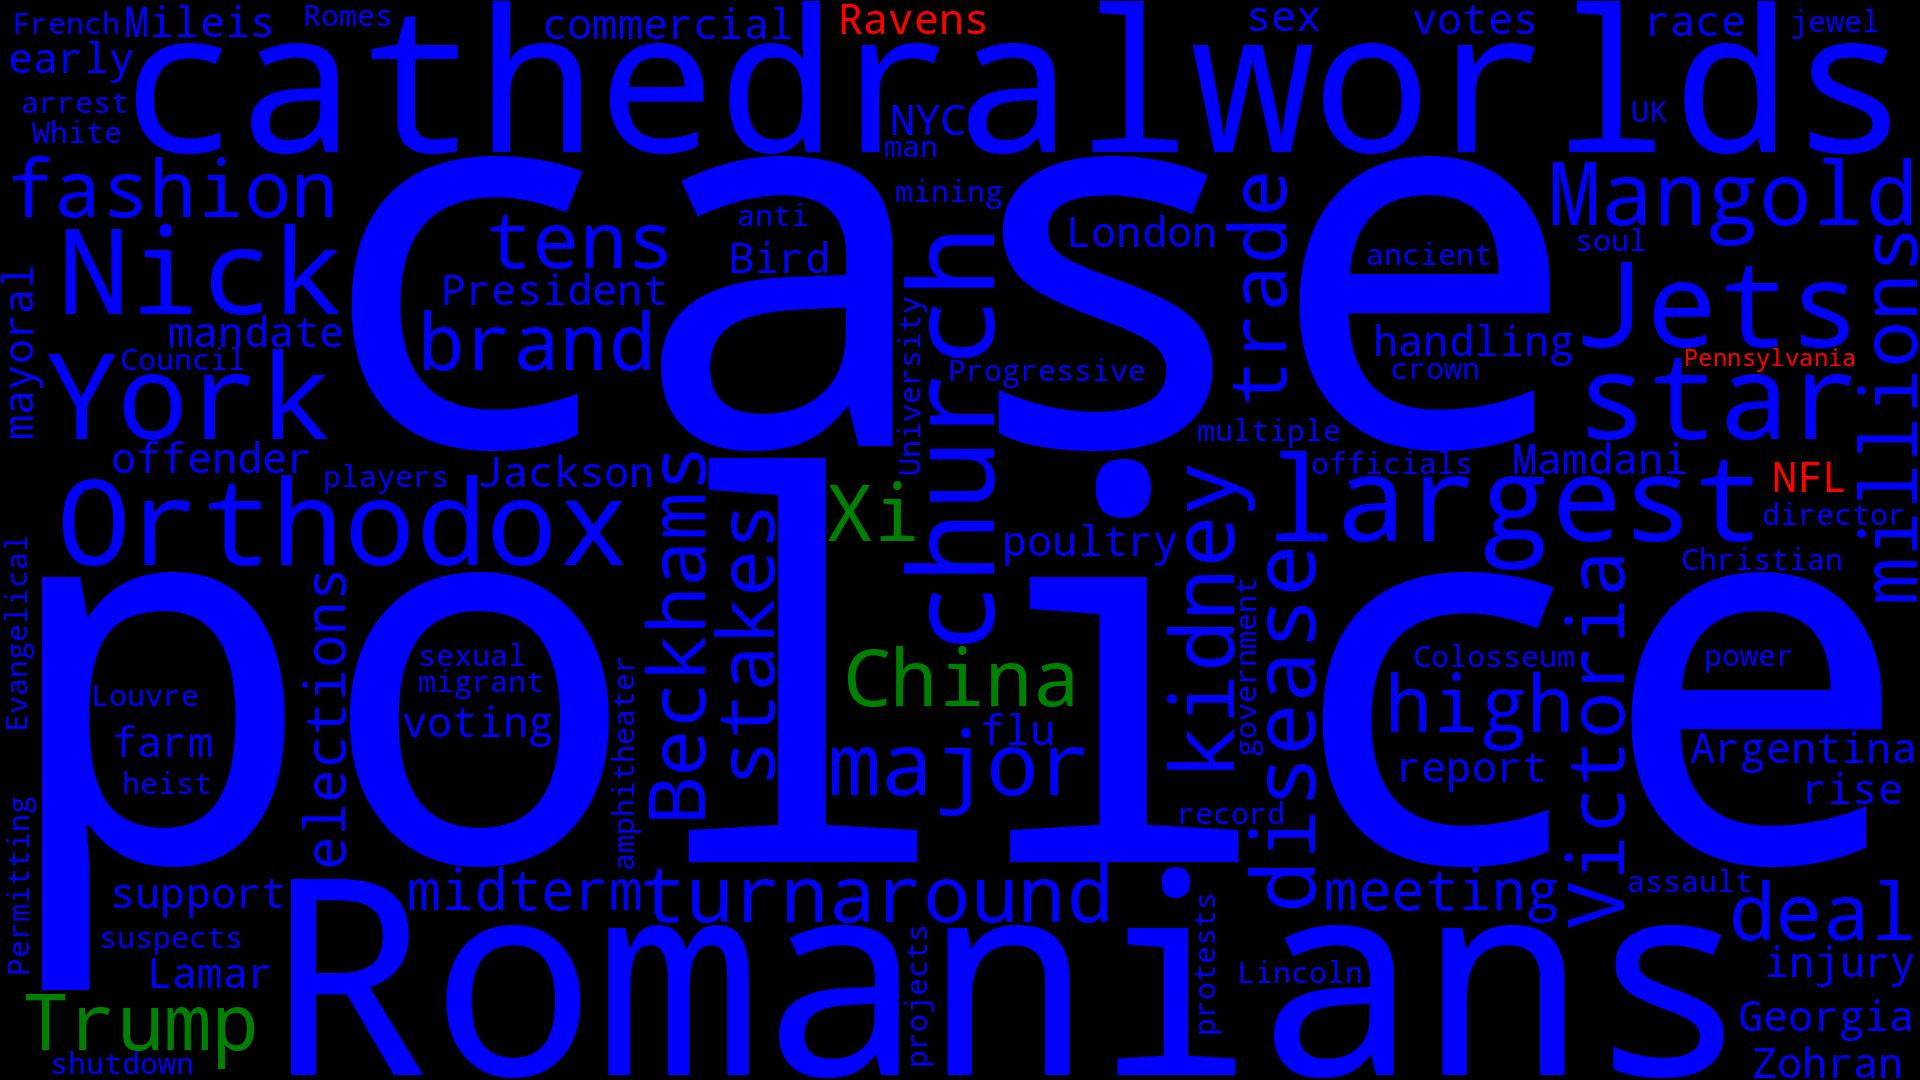 French
Mileis
Romes
commercial
Ravens
sex
votes
race
jewel
early
cathedral
worlds
arrest
White
NYC
man
UK
fashion
case
mining
trade
Mangold
tens
anti
Bird
London
ancient
soul
Nick
President
church
Jets
millions
mayoral
mandate
brand
University
handling
Council
York
Progressive
crown
Pennsylvania
star
offender
multiple
players
Jackson
officials
Mamdani
Orthodox
Beckhams
stakes
Xi
poultry
kidney
largest
NFL
director
Evangelical
police
Christian
elections
disease
Victoria
sexual
migrant
government
Colosseum
power
Louvre
voting
amphitheater
China
high
farm
flu
Argentina
heist
major
report
rise
Permitting
record
support
midterm
turnaround
meeting
assault
deal
suspects
Romanians
projects
protests
Lamar
Lincoln
injury
Trump
Georgia
shutdown
Zohran